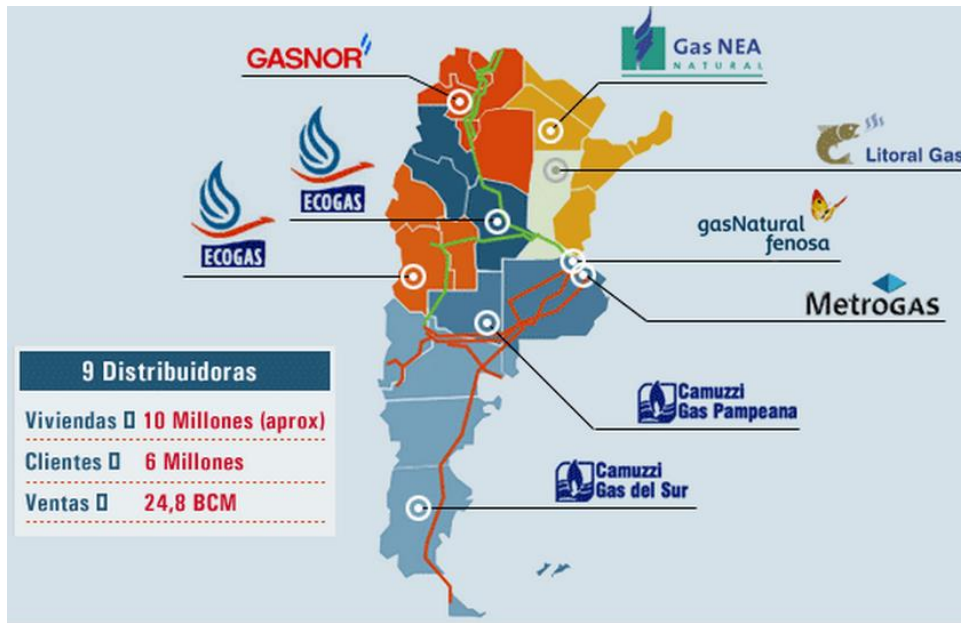 GASNOR
Gas NEA
NATURAL
Litoral Gas
ECOGAS
ECOGAS
gasNatural
fenosa
MetroGAS
9 Distribuidoras
Viviendas 10 Millones (aprox)
Clientes 6 Millones
Ventas 24,8 BCM
Camuzzi
Gas Pampeana
Camuzzi
Gas del Sur